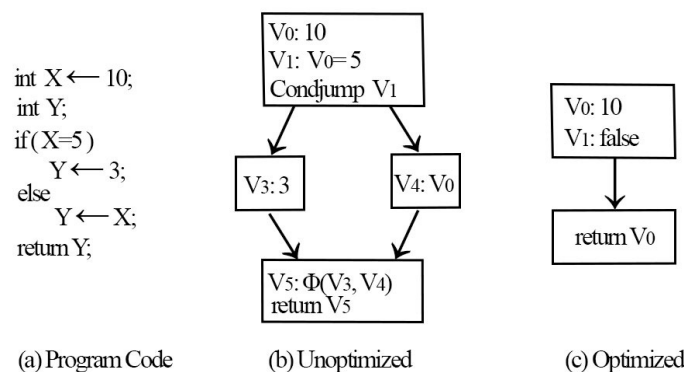 int X ← 10;
int Y;
if(X=5)
Y ← 3;
else
Y ← X;
return Y;
V0: 10
V1: V0=5
Condjump V1
V3: 3
V4: V0
V5: Φ(V3, V4)
return V5
V0: 10
V1: false
return V0
(a) Program Code
(b) Unoptimized
(c) Optimized